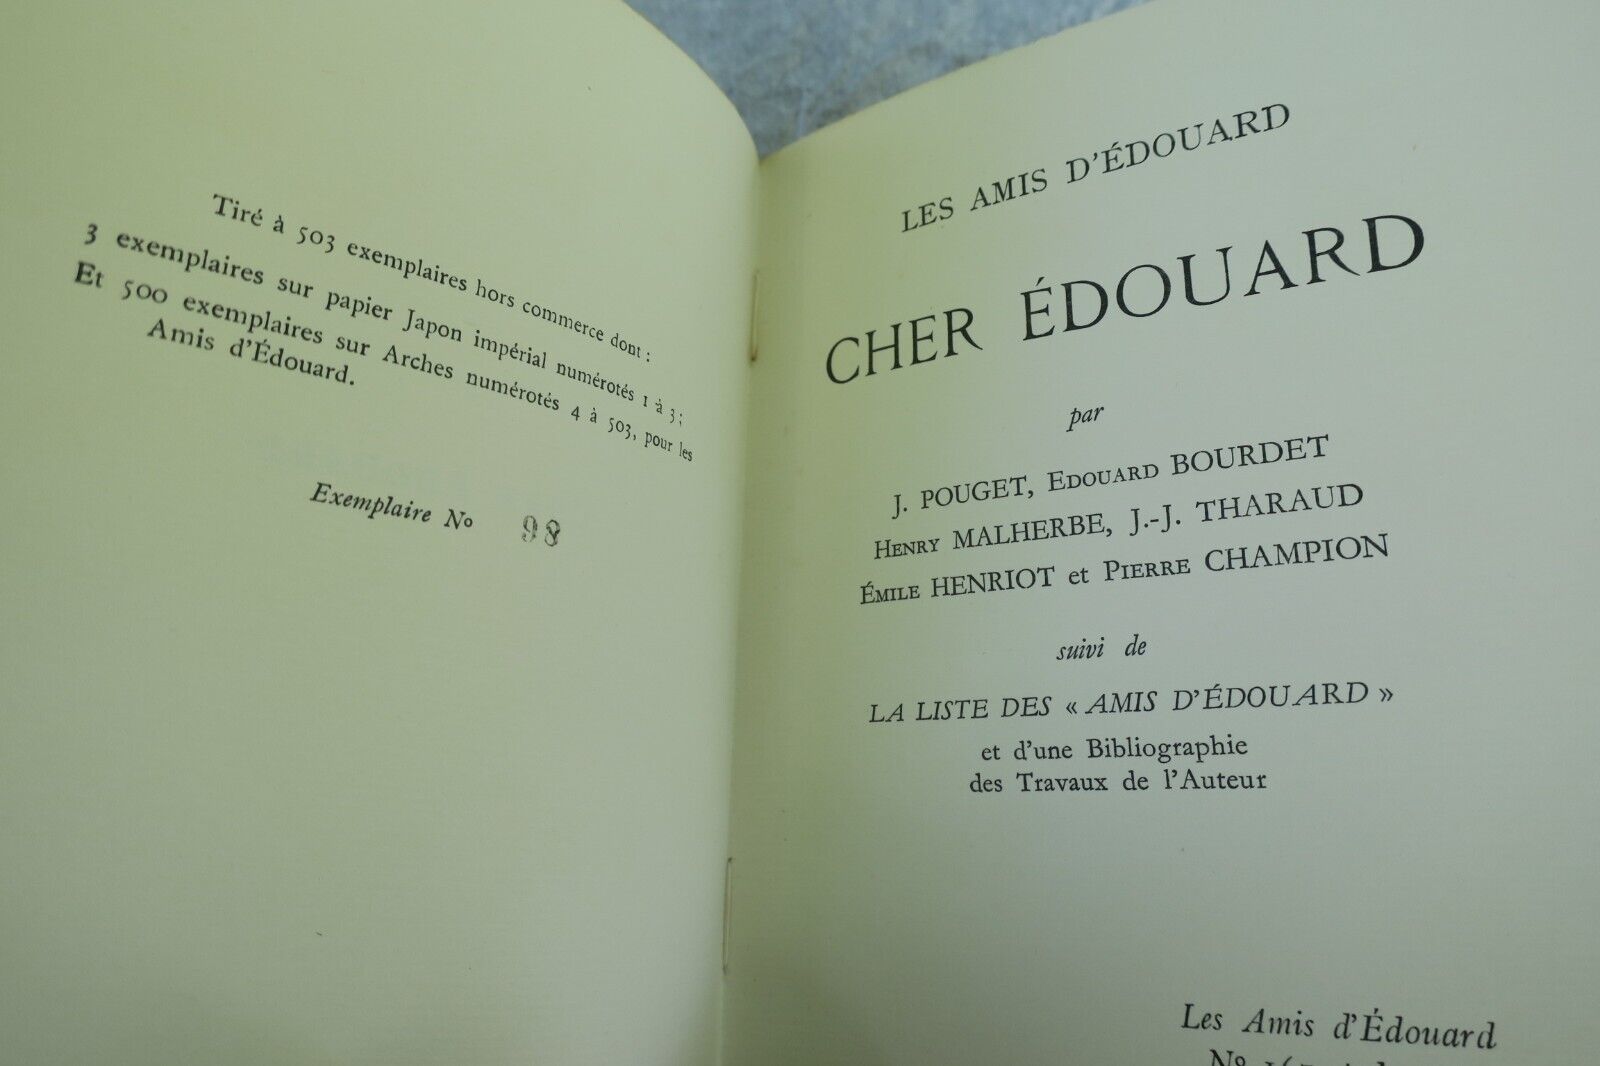 Tiré à 503 exemplaires hors commerce dont :
3 exemplaires sur papier Japon impérial numérotés 1 à 3 ;
Et 500 exemplaires sur Arches numérotés 4 à 503, pour les
Amis d'Édouard.
Exemplaire No 98
LES AMIS D'ÉDOUARD
CHER ÉDOUARD
par
J. POUGET, EDOUARD BOURDET
HENRY MALHERBE, J.-J. THARAUD
ÉMILE HENRIOT et PIERRE CHAMPION
suivi de
LA LISTE DES « AMIS D'ÉDOUARD »
et d'une Bibliographie
des Travaux de l'Auteur
Les Amis d'Édouard
No